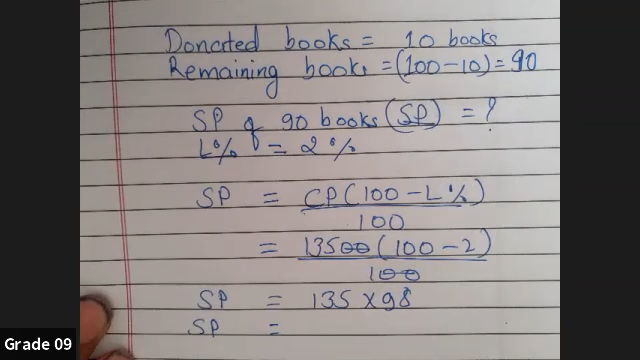 Donated books = 10 books
Remaining books = (100-10) = 90
SP of 90 books (SP) = ?
L% = 2%
SP = CP(100-L%)
100
= 13500(100-2)
100
SP = 135 x 98
SP =
Grade 09